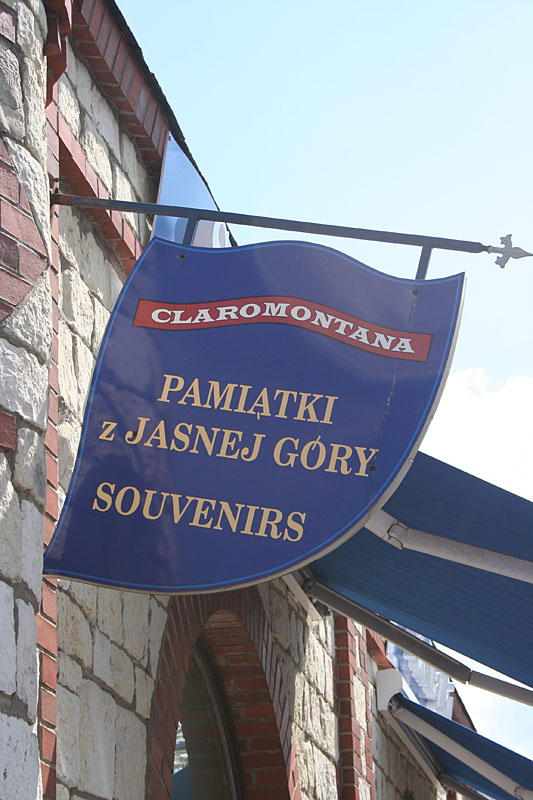 CLAROMONTANA
PAMIĄTKI
z JASNEJ GÓRY
SOUVENIRS